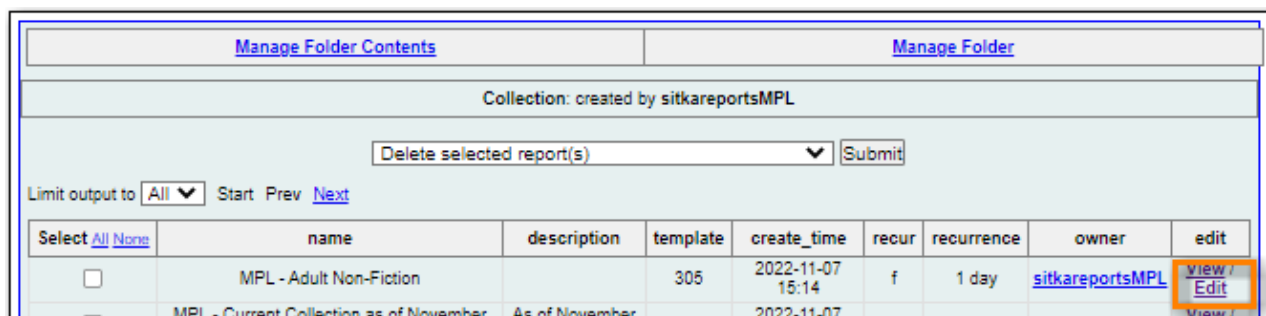 Manage Folder Contents Manage Folder
Collection: created by sitkareportsMPL
Delete selected report(s) Submit
Limit output to All Start Prev Next
Select All None name description template create_time recur recurrence owner edit
MPL - Adult Non-Fiction 305 2022-11-07 15:14 f 1 day sitkareportsMPL View / Edit
MPL - Current Collection as of November As of November 2022-11-07 View /